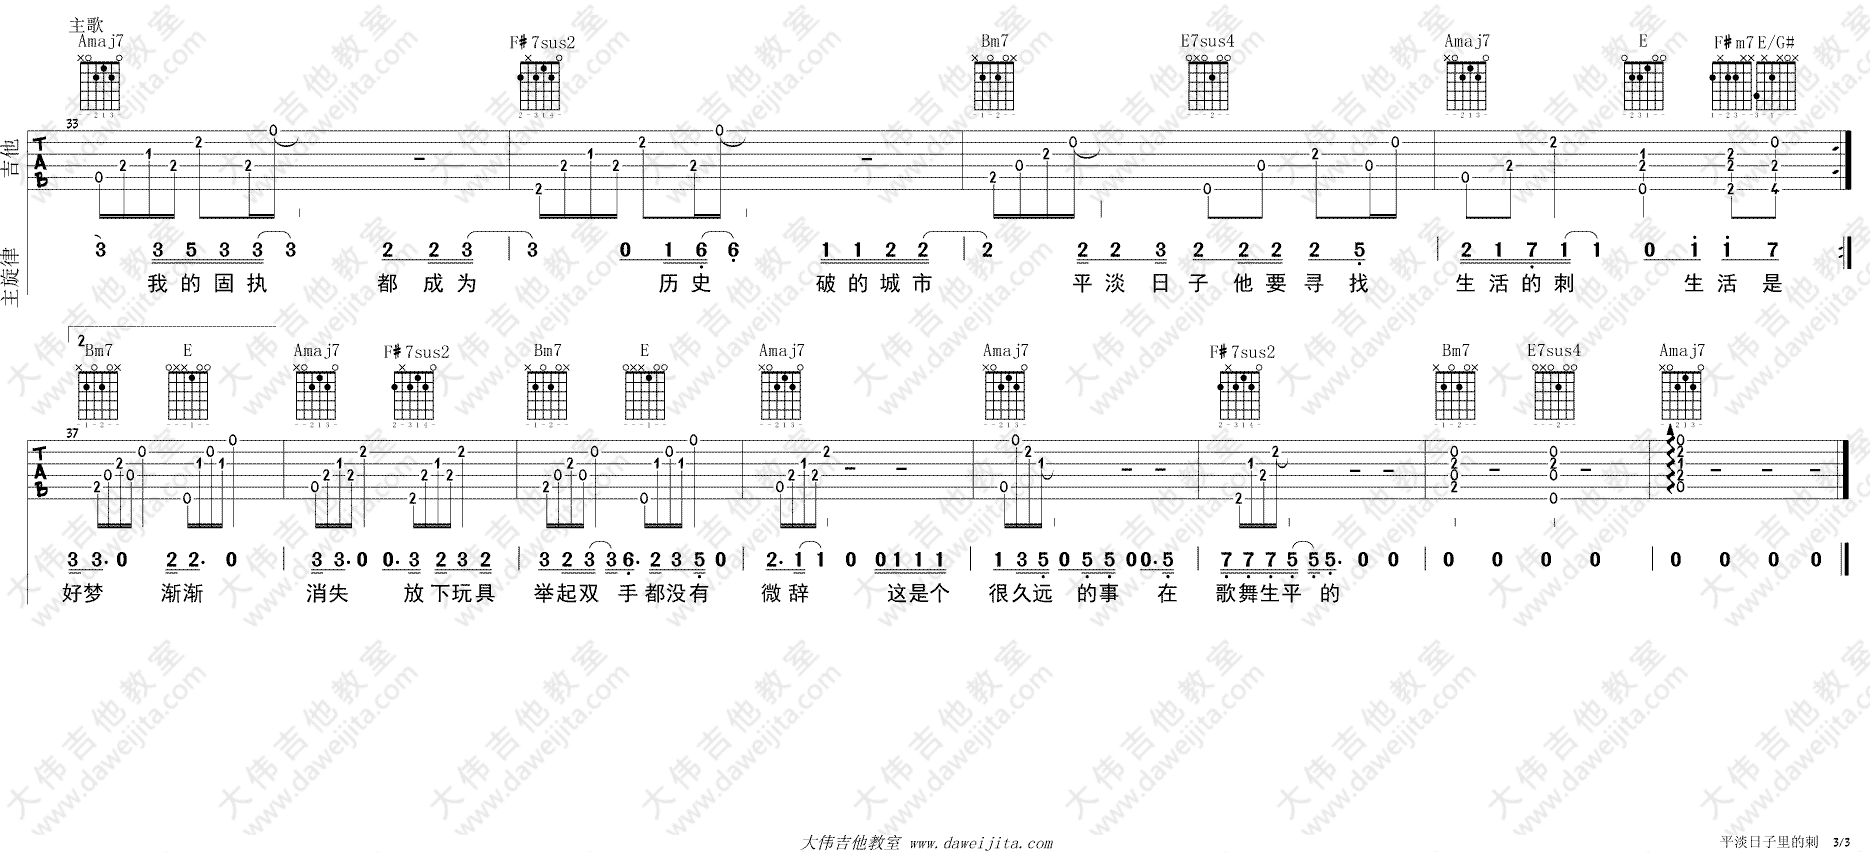 主歌
Amaj7 F#7sus2 Bm7 E7sus4 Amaj7 E F#m7 E/G#
33
吉他
TAB
主旋律
3 3 5 3 3 3 2 2 3 3 0 1 6 6 1 1 2 2 2 2 2 3 2 2 2 2 5 2 1 7 1 1 0 i i 7
我的固执 都成为 历史 破的城市 平淡日子他要寻找 生活的刺 生活是
2
Bm7 E Amaj7 F#7sus2 Bm7 E Amaj7 Amaj7 F#7sus2 Bm7 E7sus4 Amaj7
37
TAB
3 3. 0 2 2. 0 3 3. 0 0. 3 2 3 2 3 2 3 3 6. 2 3 5 0 2. 1 1 0 0 1 1 1 1 3 5 0 5 5 0 0. 5 7 7 7 5 5 5. 0 0 0 0 0 0 0 0 0 0
好梦 渐渐 消失 放下玩具 举起双手都没有 微辞 这是个 很久远 的事 在 歌舞生平的
大伟吉他教室 www.daweijita.com
平淡日子里的刺 3/3